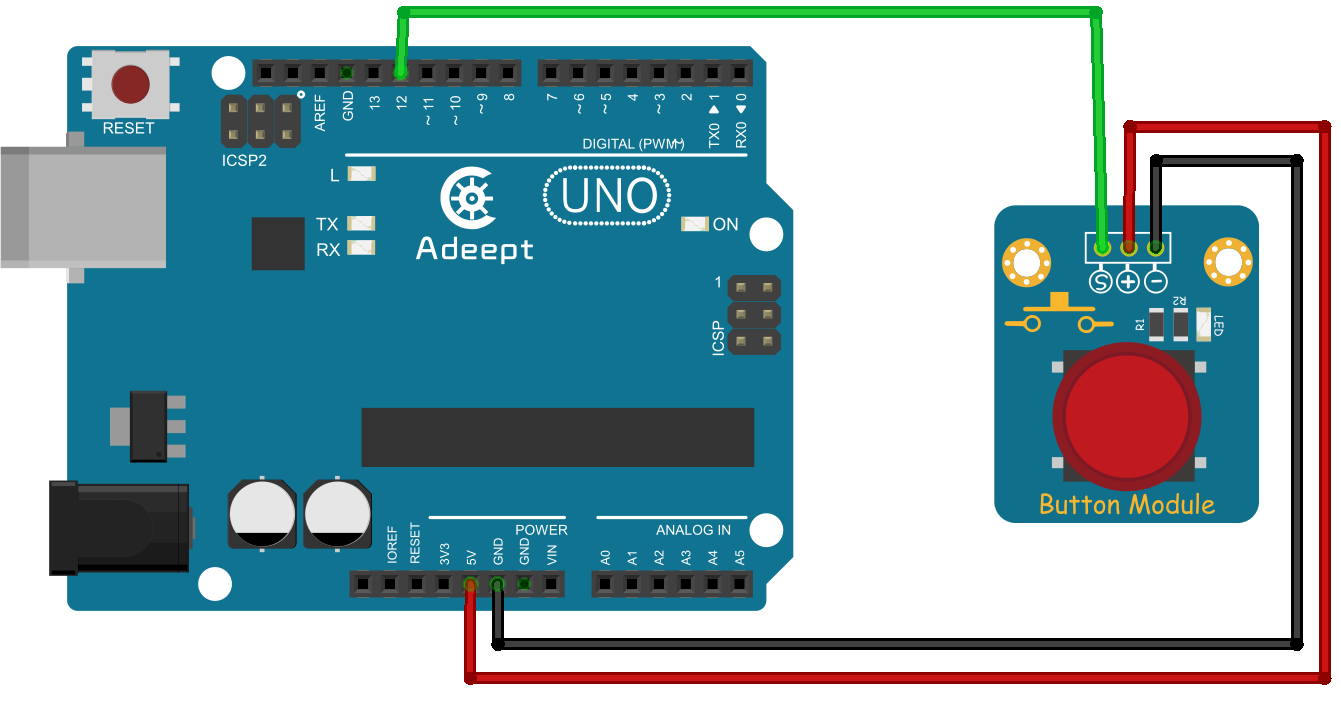 RESET
ICSP2
AREF
GND
13
12
~11
~10
~9
8
7
~6
~5
4
~3
2
TX0 ▶ 1
RX0 ◀ 0
DIGITAL (PWM~)
L
TX
RX
Adeept
UNO
ON
1
ICSP
POWER
ANALOG IN
IOREF
RESET
3V3
5V
GND
GND
VIN
A0
A1
A2
A3
A4
A5
S + −
R1
R2
LED
Button Module